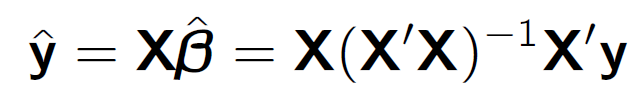 ŷ = Xβ̂ = X(X′X)⁻¹X′y